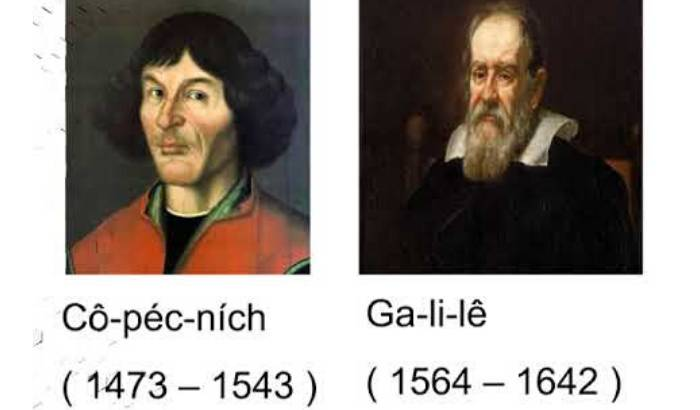 Cô-péc-ních
Ga-li-lê
( 1473 – 1543 )
( 1564 – 1642 )